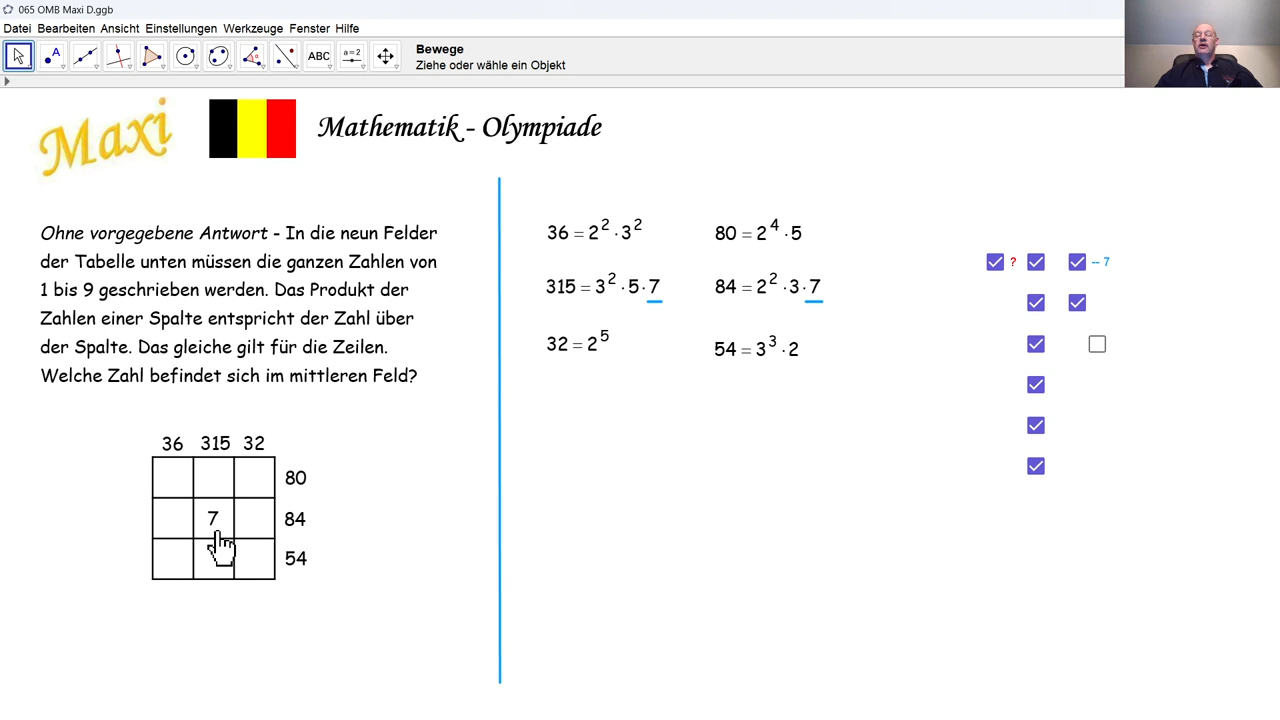 065 OMB Maxi D.ggb
Datei Bearbeiten Ansicht Einstellungen Werkzeuge Fenster Hilfe
A
ABC
a=2
Bewege
Ziehe oder wähle ein Objekt
Maxi
Mathematik - Olympiade
Ohne vorgegebene Antwort - In die neun Felder
der Tabelle unten müssen die ganzen Zahlen von
1 bis 9 geschrieben werden. Das Produkt der
Zahlen einer Spalte entspricht der Zahl über
der Spalte. Das gleiche gilt für die Zeilen.
Welche Zahl befindet sich im mittleren Feld?
36 315 32
80
7 84
54
36 = 2² · 3² 80 = 2⁴ · 5
315 = 3² · 5 · 7 84 = 2² · 3 · 7
32 = 2⁵ 54 = 3³ · 2
? -- 7